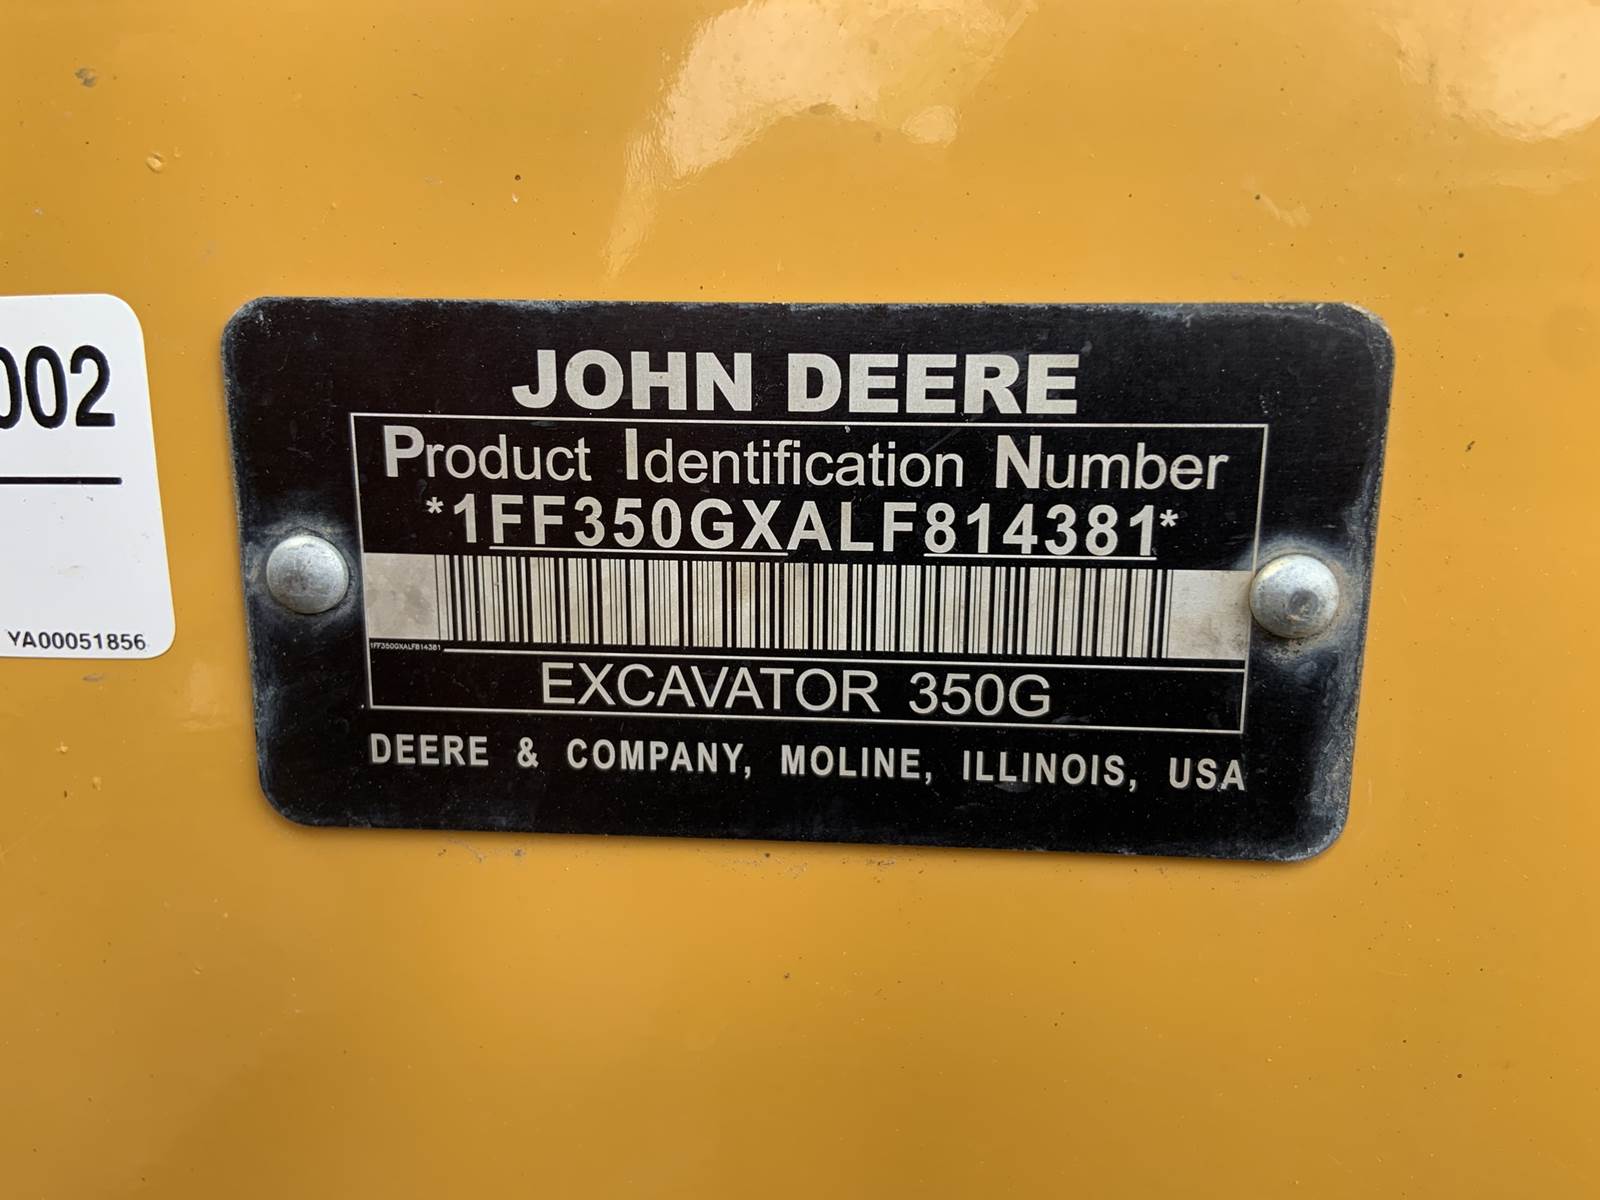 JOHN DEERE
Product Identification Number
*1FF350GXALF814381*
1FF350GXALF814381
EXCAVATOR 350G
DEERE & COMPANY, MOLINE, ILLINOIS, USA
002
YA00051856